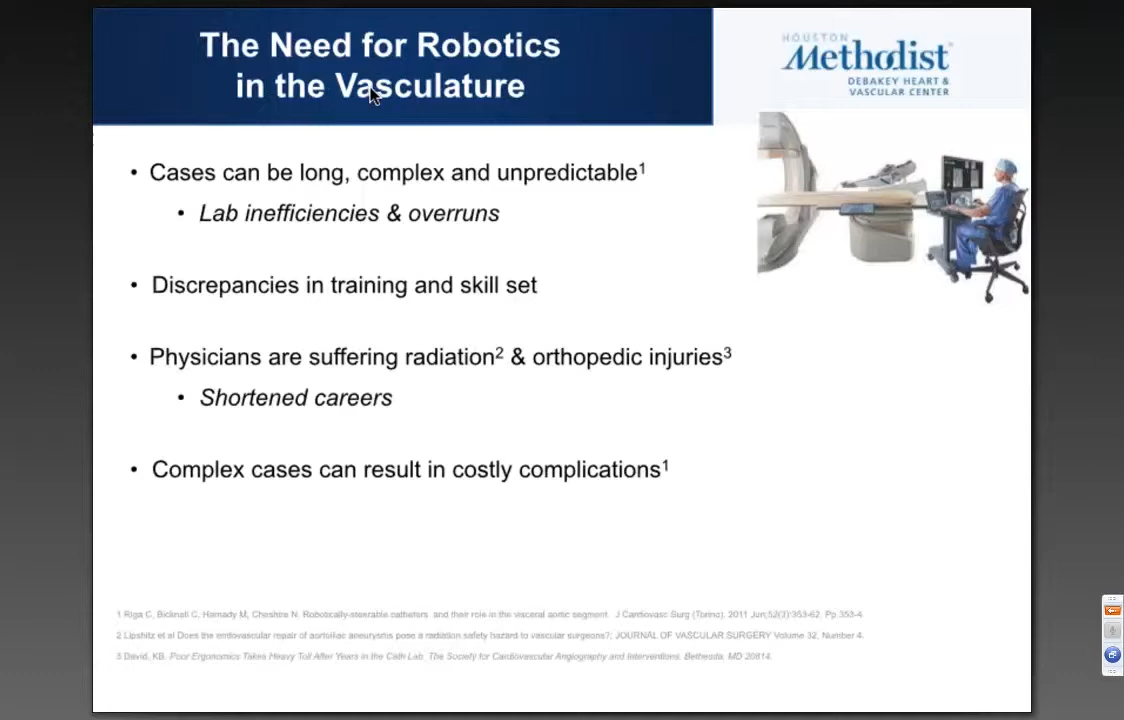 The Need for Robotics
in the Vasculature
HOUSTON
Methodist®
DEBAKEY HEART &
VASCULAR CENTER
• Cases can be long, complex and unpredictable¹
• Lab inefficiencies & overruns
• Discrepancies in training and skill set
• Physicians are suffering radiation² & orthopedic injuries³
• Shortened careers
• Complex cases can result in costly complications¹
1 Riga C, Bicknell C, Hamady M, Cheshire N. Robotically-steerable catheters and their role in the visceral aortic segment. J Cardiovasc Surg (Torino). 2011 Jun;52(3):353-62. Pp 353-4.
2 Lipshitz et al Does the endovascular repair of aortoiliac aneurysms pose a radiation safety hazard to vascular surgeons?; JOURNAL OF VASCULAR SURGERY Volume 32, Number 4.
3 David, KB. Poor Ergonomics Takes Heavy Toll After Years in the Cath Lab. The Society for Cardiovascular Angiography and Interventions. Bethesda, MD 20814.